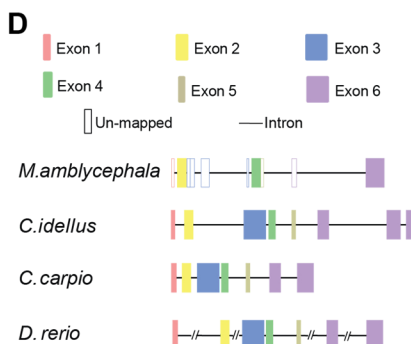 D
Exon 1 Exon 2 Exon 3
Exon 4 Exon 5 Exon 6
Un-mapped Intron
M.amblycephala
C.idellus
C.carpio
D. rerio